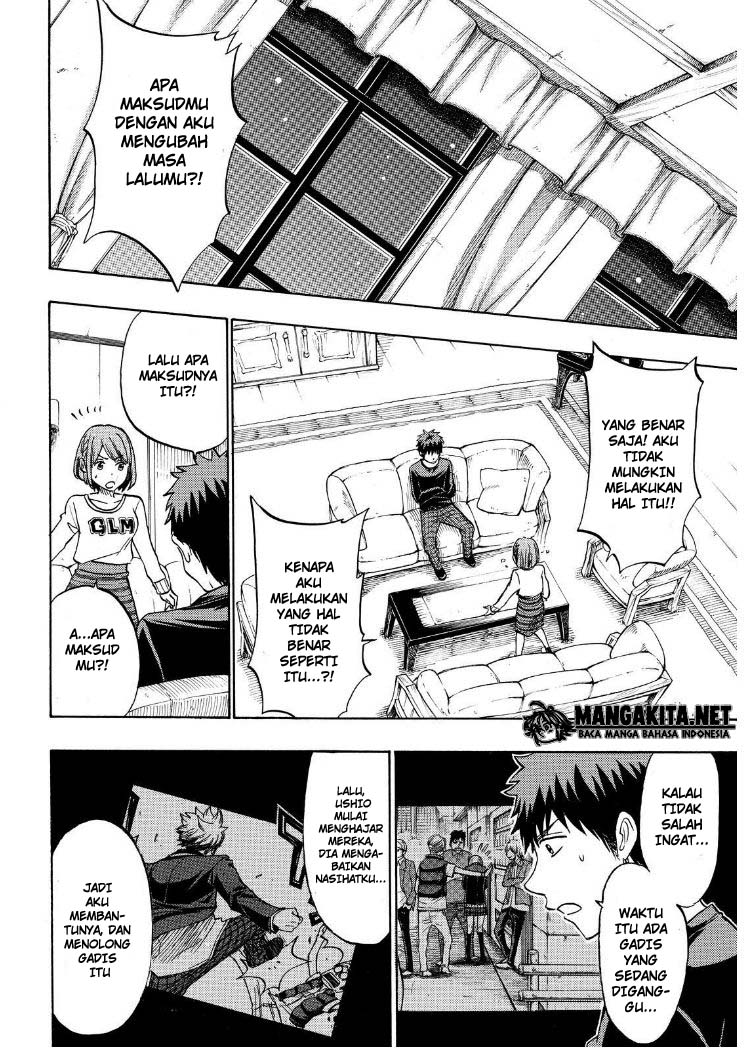 APA
MAKSUDMU
DENGAN AKU
MENGUBAH
MASA
LALUMU?!
YANG BENAR
SAJA! AKU
TIDAK
MUNGKIN
MELAKUKAN
HAL ITU!!
KENAPA
AKU
MELAKUKAN
YANG HAL
TIDAK
BENAR
SEPERTI
ITU...?!
LALU APA
MAKSUDNYA
ITU?!
GLM
A...APA
MAKSUD
MU?!
MANGAKITA.NET
BACA MANGA BAHASA INDONESIA
KALAU
TIDAK
SALAH
INGAT...
WAKTU
ITU ADA
GADIS
YANG
SEDANG
DIGANG-
GU...
LALU,
USHIO
MULAI
MENGHAJAR
MEREKA,
DIA MENGA-
BAIKAN
NASIHATKU...
JADI
AKU
MEMBAN-
TUNYA, DAN
MENOLONG
GADIS
ITU